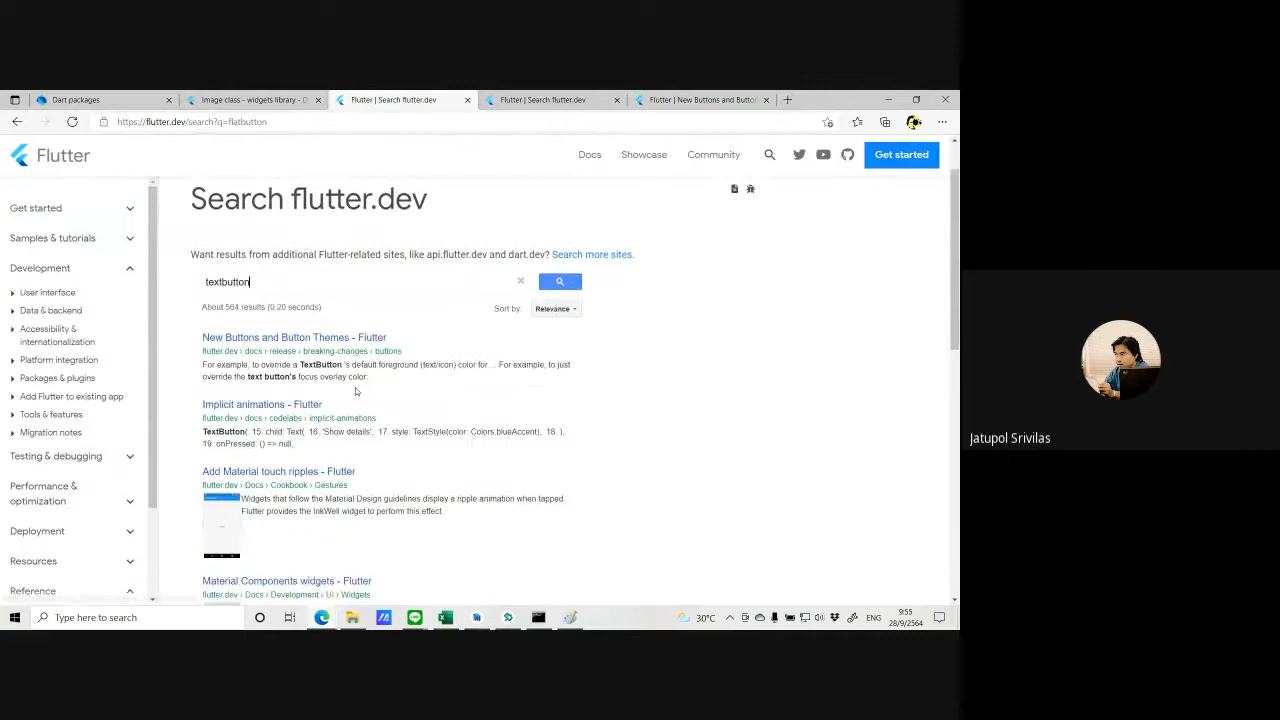 Dart packages
Image class - widgets library - D
Flutter | Search flutter.dev
Flutter | Search flutter.dev
Flutter | New Buttons and Button
https://flutter.dev/search?q=flatbutton
Flutter
Docs
Showcase
Community
Get started
Get started
Samples & tutorials
Development
User interface
Data & backend
Accessibility &
internationalization
Platform integration
Packages & plugins
Add Flutter to existing app
Tools & features
Migration notes
Testing & debugging
Performance &
optimization
Deployment
Resources
Reference
Search flutter.dev
Want results from additional Flutter-related sites, like api.flutter.dev and dart.dev? Search more sites.
textbutton
About 564 results (0.20 seconds)
Sort by:
Relevance
New Buttons and Button Themes - Flutter
flutter.dev › docs › release › breaking-changes › buttons
For example, to override a TextButton 's default foreground (text/icon) color for ... For example, to just
override the text button's focus overlay color:
Implicit animations - Flutter
flutter.dev › docs › codelabs › implicit-animations
TextButton(. 15. child: Text(. 16. 'Show details',. 17. style: TextStyle(color: Colors.blueAccent),. 18. ),.
19. onPressed: () => null,.
Add Material touch ripples - Flutter
flutter.dev › Docs › Cookbook › Gestures
Widgets that follow the Material Design guidelines display a ripple animation when tapped.
Flutter provides the InkWell widget to perform this effect.
Material Components widgets - Flutter
flutter.dev › Docs › Development › UI › Widgets
Type here to search
30°C
ENG
9:55
28/9/2564
Jatupol Srivilas